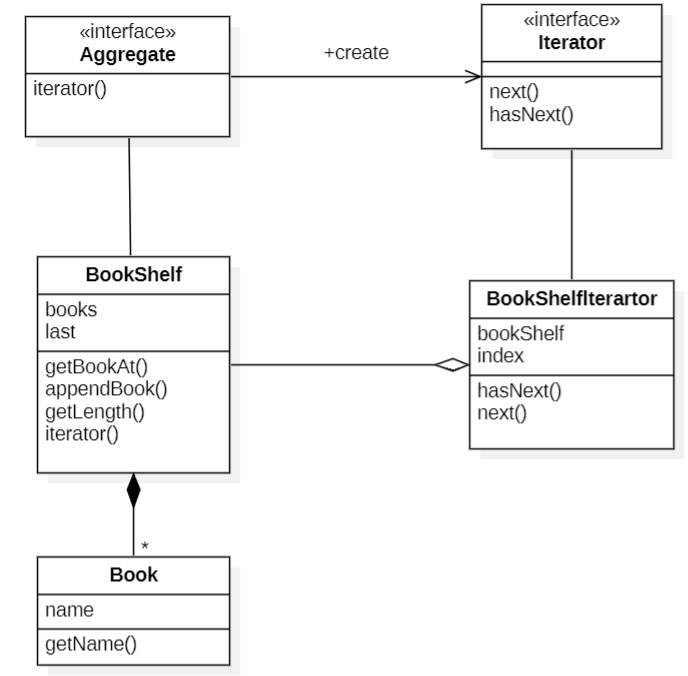 «interface»
Aggregate
iterator()
+create
«interface»
Iterator
next()
hasNext()
BookShelf
books
last
getBookAt()
appendBook()
getLength()
iterator()
BookShelfIterartor
bookShelf
index
hasNext()
next()
*
Book
name
getName()